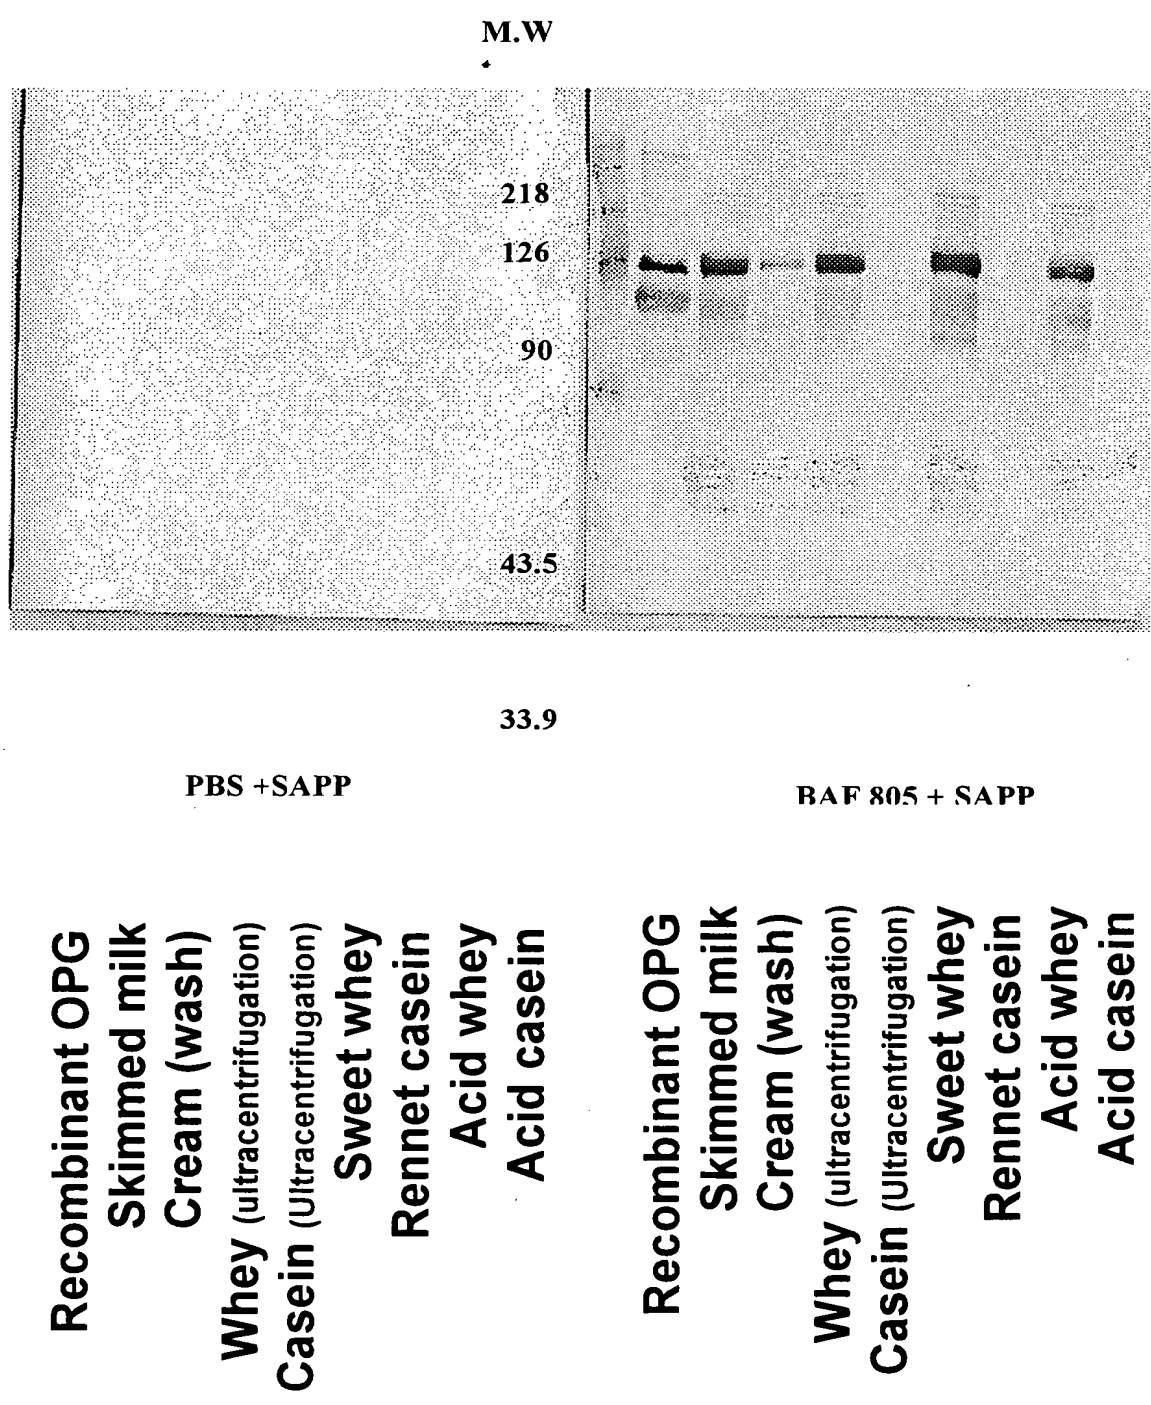 M.W
218
126
90
43.5
33.9
PBS +SAPP
BAF 805 + SAPP
Recombinant OPG
Skimmed milk
Cream (wash)
Whey (ultracentrifugation)
Casein (Ultracentrifugation)
Sweet whey
Rennet casein
Acid whey
Acid casein
Recombinant OPG
Skimmed milk
Cream (wash)
Whey (ultracentrifugation)
Casein (Ultracentrifugation)
Sweet whey
Rennet casein
Acid whey
Acid casein